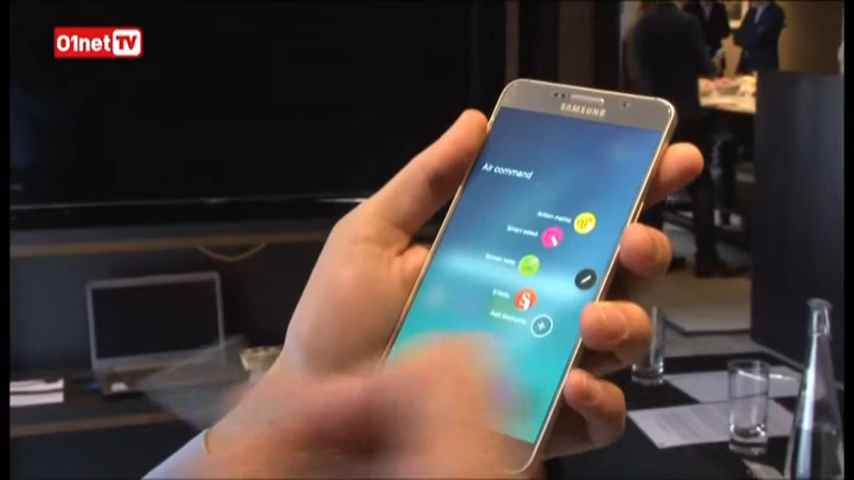 01net TV
SAMSUNG
Air command
Action memo
Smart select
Screen write
S Note
Add shortcuts